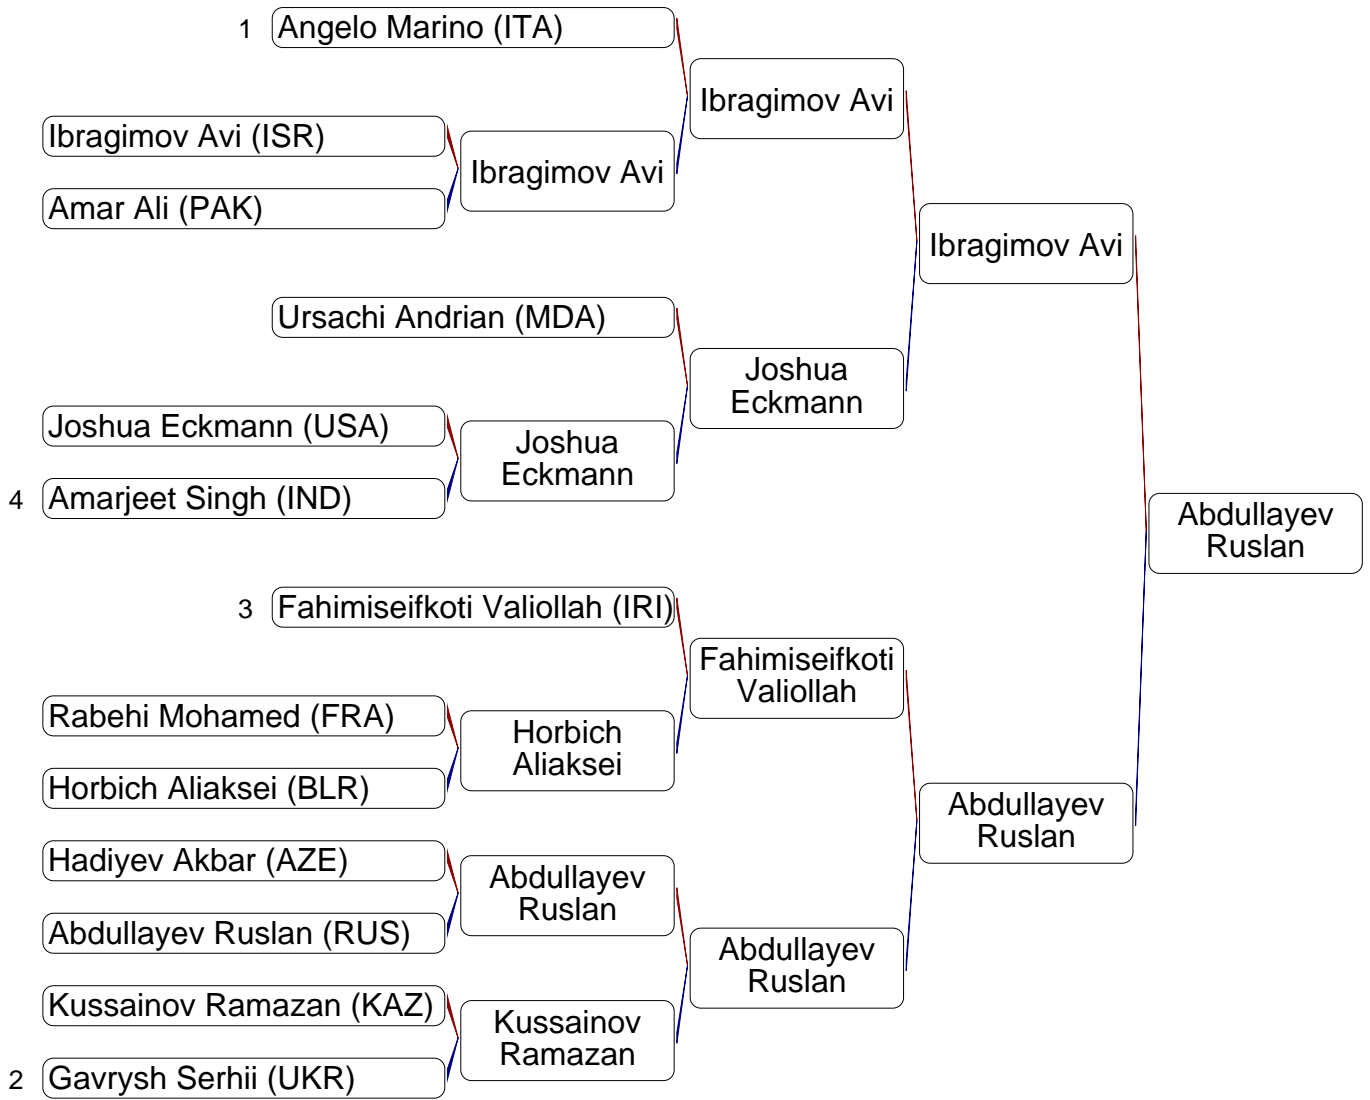 1 Angelo Marino (ITA)
Ibragimov Avi
Ibragimov Avi (ISR)
Ibragimov Avi
Amar Ali (PAK)
Ibragimov Avi
Ursachi Andrian (MDA)
Joshua
Eckmann
Joshua Eckmann (USA)
Joshua
Eckmann
4 Amarjeet Singh (IND)
Abdullayev
Ruslan
3 Fahimiseifkoti Valiollah (IRI)
Fahimiseifkoti
Valiollah
Rabehi Mohamed (FRA)
Horbich
Aliaksei
Horbich Aliaksei (BLR)
Abdullayev
Ruslan
Hadiyev Akbar (AZE)
Abdullayev
Ruslan
Abdullayev Ruslan (RUS)
Abdullayev
Ruslan
Kussainov Ramazan (KAZ)
Kussainov
Ramazan
2 Gavrysh Serhii (UKR)